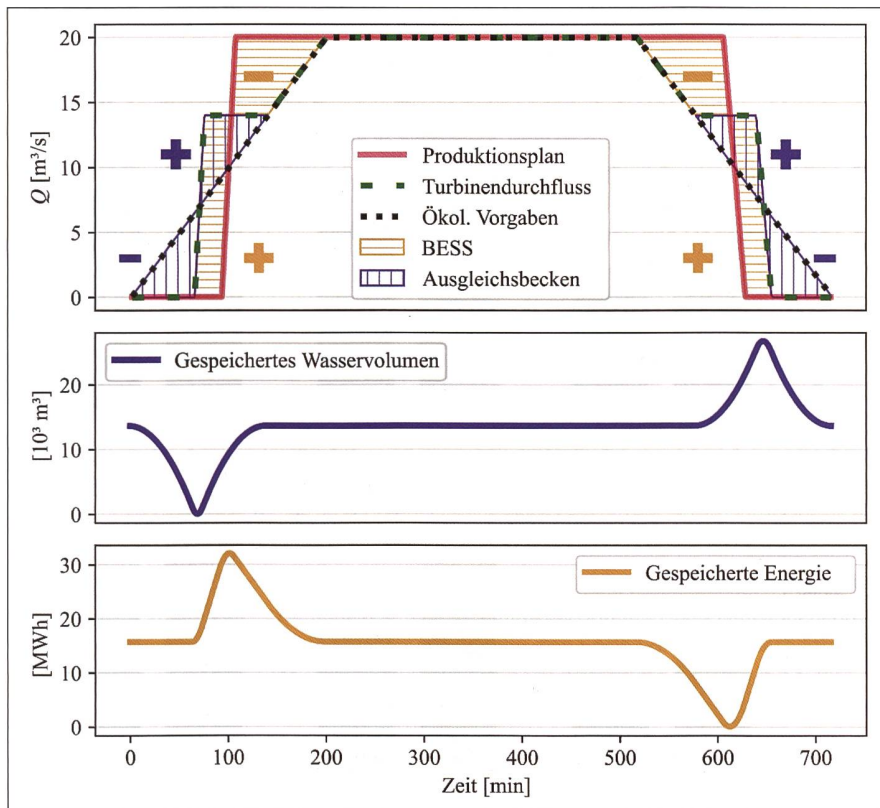 20
15
10
5
0
Q [m³/s]
+
+
Produktionsplan
Turbinendurchfluss
Ökol. Vorgaben
BESS
Ausgleichsbecken
+
+
20
10
0
[10³ m³]
Gespeichertes Wasservolumen
30
20
10
0
[MWh]
Gespeicherte Energie
0 100 200 300 400 500 600 700
Zeit [min]